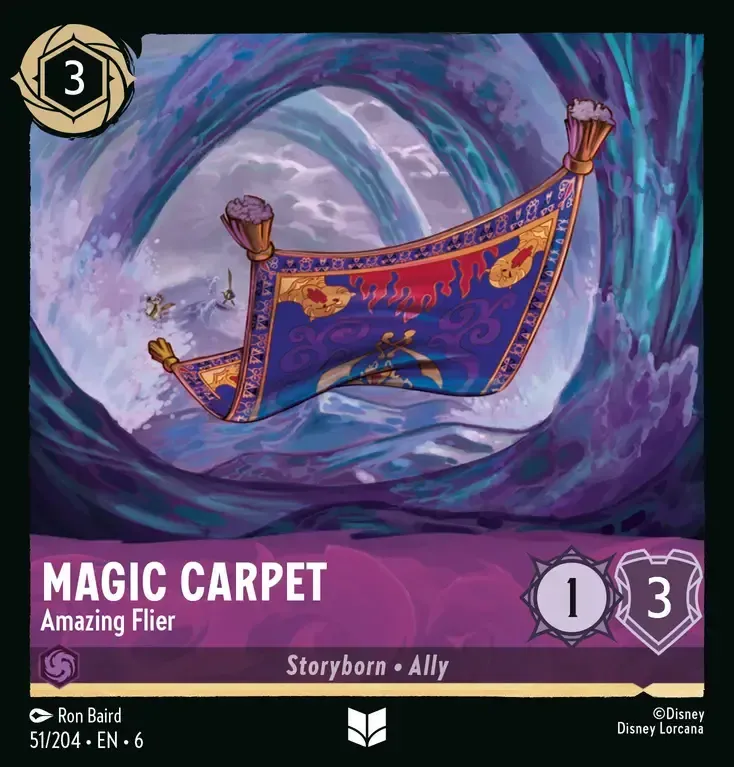 3
MAGIC CARPET
Amazing Flier
1
3
Storyborn • Ally
Ron Baird
51/204 • EN • 6
©Disney
Disney Lorcana